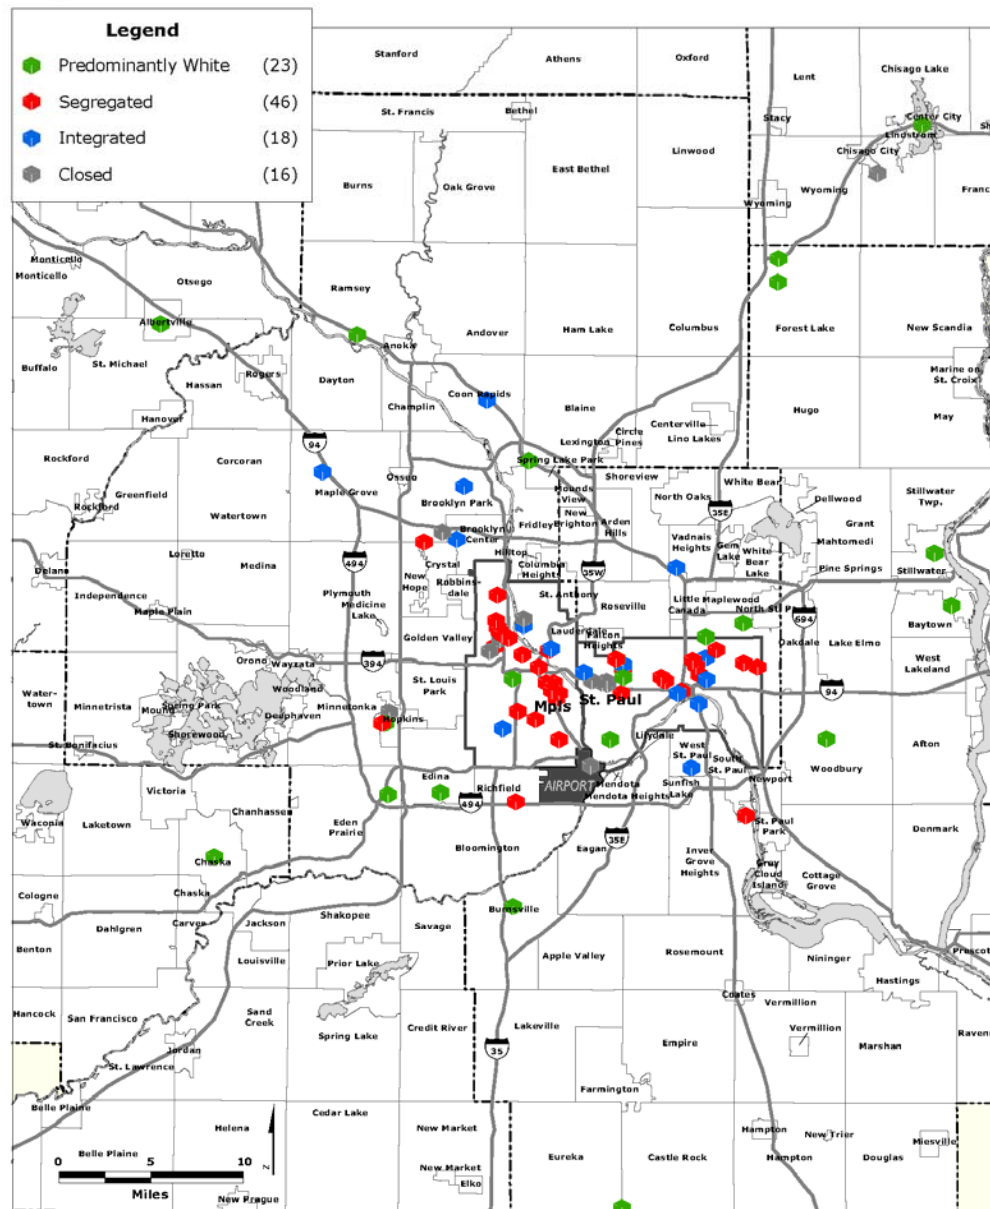 Legend
Predominantly White (23)
Segregated (46)
Integrated (18)
Closed (16)
Stanford
Athens
Oxford
Lent
Chisago Lake
St. Francis
Bethel
Stacy
Center City
Lindstrom
Linwood
Chisago City
East Bethel
Burns
Oak Grove
Wyoming
Wyoming
Monticello
Monticello
Otsego
Ramsey
Albertville
Andover
Ham Lake
Columbus
Forest Lake
New Scandia
Anoka
St. Michael
Buffalo
Rogers
Hassan
Dayton
Marine on
St. Croix
Coon Rapids
Champlin
Blaine
Hugo
May
Hanover
Centerville
Circle
Pines
Lexington
Lino Lakes
94
Rockford
Corcoran
Spring Lake Park
Osseo
Shoreview
Maple Grove
Mounds
View
North Oaks
White Bear
Dellwood
Stillwater
Twp.
Greenfield
Rockford
Brooklyn Park
New
Brighton
35E
Watertown
Fridley
Arden
Hills
Grant
Brooklyn
Center
Vadnais
Heights
Gem
Lake
Mahtomedi
Loretto
Hilltop
White
Bear
Lake
Medina
494
Crystal
Columbia
Heights
35W
Pine Springs
Stillwater
Delano
New
Hope
Robbins-
dale
Independence
Plymouth
Medicine
Lake
St. Anthony
Roseville
Little
Canada
Maplewood
Maple Plain
North St. P
694
Baytown
Golden Valley
Lauderdale
Falcon
Heights
Oakdale
Lake Elmo
Orono
Wayzata
394
West
Lakeland
Woodland
St. Louis
Park
94
Water-
town
Minnetrista
Minnetonka
Mound
Spring Park
Deephaven
Hopkins
Mpls
St. Paul
Shorewood
Lilydale
St. Bonifacius
West
St. Paul
South
St. Paul
Afton
Woodbury
Edina
Newport
Victoria
Richfield
AIRPORT
Mendota
Mendota Heights
Sunfish
Lake
494
Chanhassen
Waconia
Laketown
Eden
Prairie
St. Paul
Park
Denmark
35E
Bloomington
Eagan
Inver
Grove
Heights
Grey
Cloud
Island
Cottage
Grove
Chaska
Cologne
Chaska
Burnsville
Shakopee
Carver
Jackson
Dahlgren
Savage
Benton
Louisville
Prior Lake
Apple Valley
Rosemount
Nininger
Hastings
Coates
Vermillion
Hancock
San Francisco
Sand
Creek
Spring Lake
Credit River
Lakeville
Vermillion
Jordan
35
Empire
Marshan
St. Lawrence
Farmington
Belle Plaine
Cedar Lake
Helena
New Market
Hampton
New Trier
Miesville
Belle Plaine
Eureka
Castle Rock
Hampton
Douglas
0 5 10
Miles
New Market
Elko
New Prague